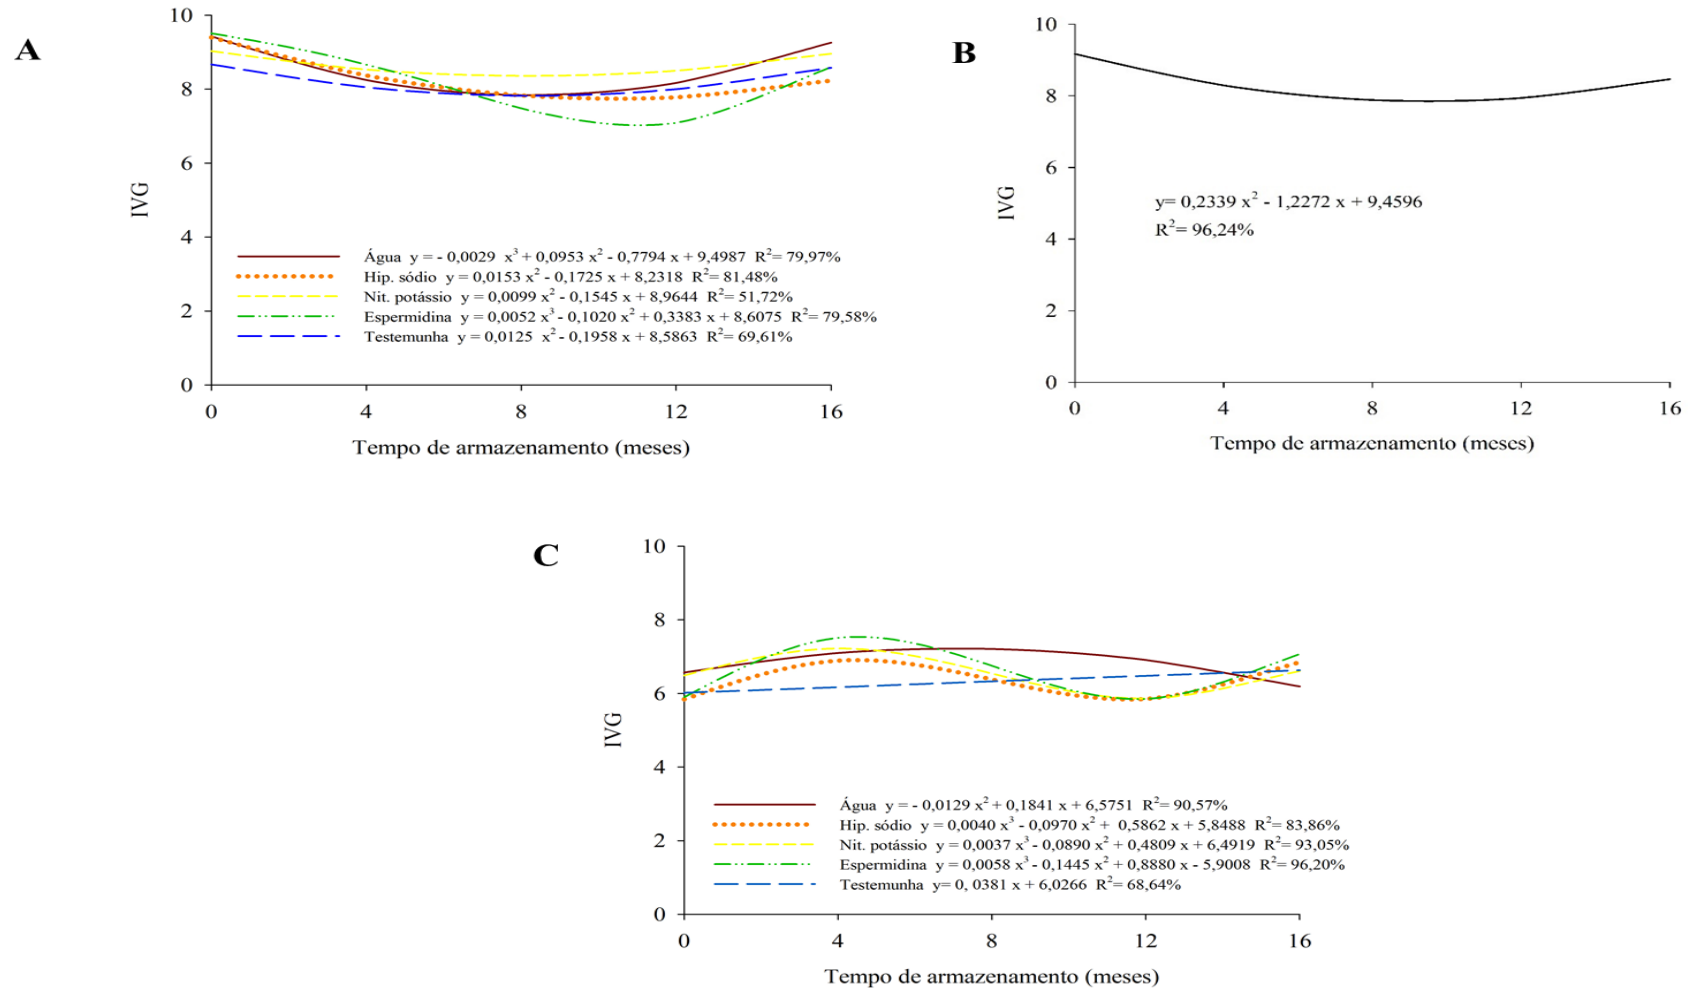 A
10
8
6
4
2
0
IVG
Água y = - 0,0029 x³ + 0,0953 x² - 0,7794 x + 9,4987 R²= 79,97%
Hip. sódio y = 0,0153 x² - 0,1725 x + 8,2318 R²= 81,48%
Nit. potássio y = 0,0099 x² - 0,1545 x + 8,9644 R²= 51,72%
Espermidina y = 0,0052 x³ - 0,1020 x² + 0,3383 x + 8,6075 R²= 79,58%
Testemunha y = 0,0125 x² - 0,1958 x + 8,5863 R²= 69,61%
0 4 8 12 16
Tempo de armazenamento (meses)
B
10
8
6
4
2
0
IVG
y= 0,2339 x² - 1,2272 x + 9,4596
R²= 96,24%
0 4 8 12 16
Tempo de armazenamento (meses)
C
10
8
6
4
2
0
IVG
Água y = - 0,0129 x² + 0,1841 x + 6,5751 R²= 90,57%
Hip. sódio y = 0,0040 x³ - 0,0970 x² + 0,5862 x + 5,8488 R²= 83,86%
Nit. potássio y = 0,0037 x³ - 0,0890 x² + 0,4809 x + 6,4919 R²= 93,05%
Espermidina y = 0,0058 x³ - 0,1445 x² + 0,8880 x - 5,9008 R²= 96,20%
Testemunha y= 0, 0381 x + 6,0266 R²= 68,64%
0 4 8 12 16
Tempo de armazenamento (meses)